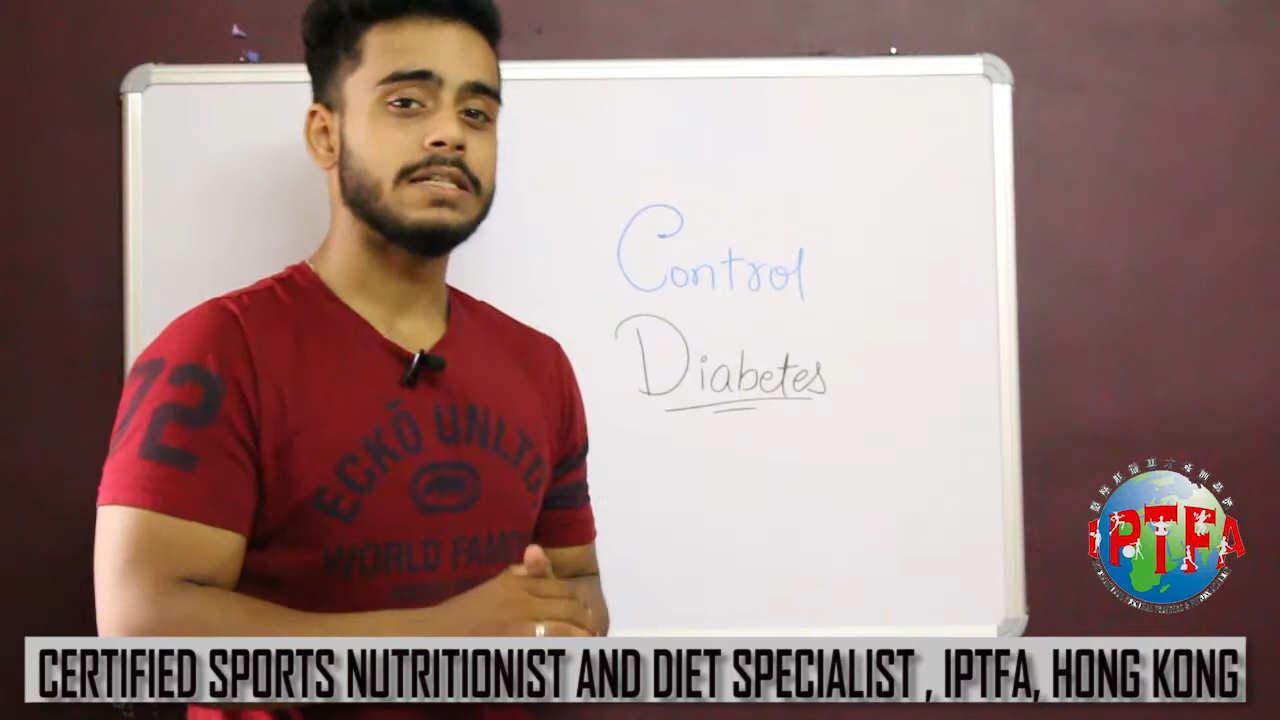 Control
Diabetes
72
ECKŌ UNLTD
WORLD FAMOUS
IPTFA
CERTIFIED SPORTS NUTRITIONIST AND DIET SPECIALIST , IPTFA, HONG KONG